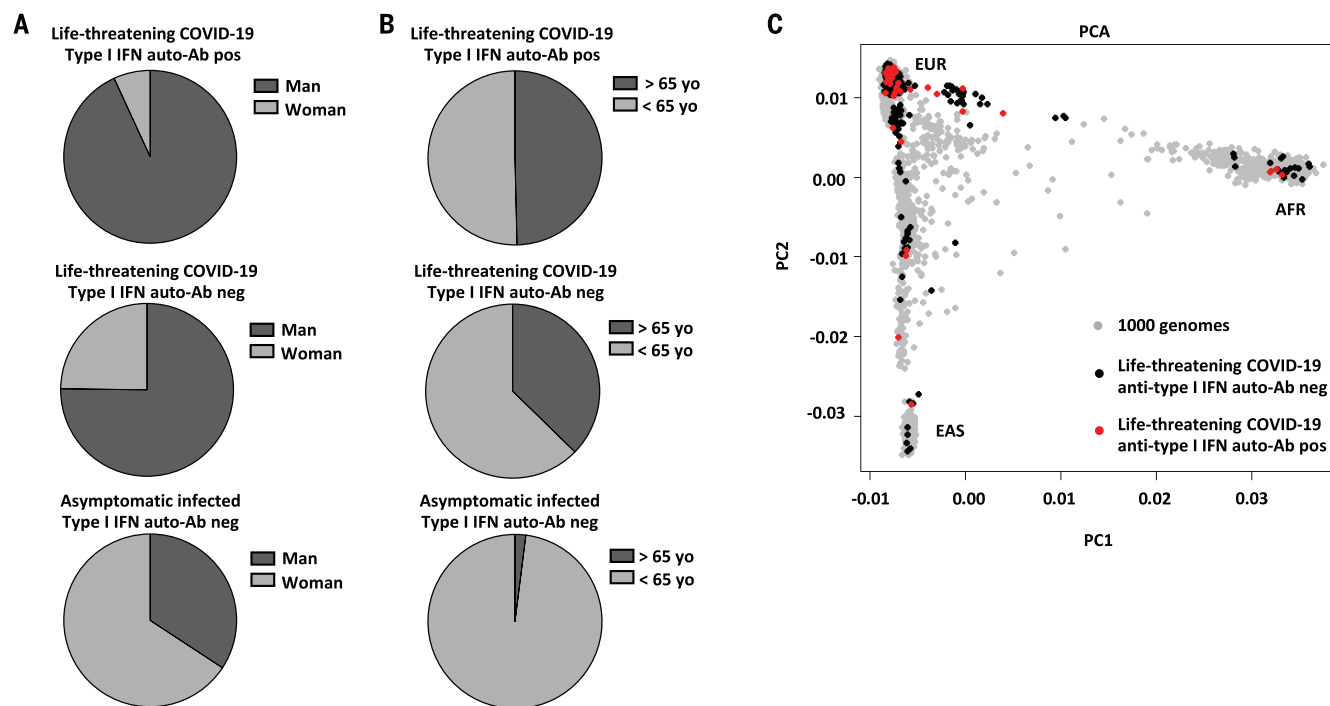 A
Life-threatening COVID-19
Type I IFN auto-Ab pos
Man
Woman
Life-threatening COVID-19
Type I IFN auto-Ab neg
Man
Woman
Asymptomatic infected
Type I IFN auto-Ab neg
Man
Woman
B
Life-threatening COVID-19
Type I IFN auto-Ab pos
> 65 yo
< 65 yo
Life-threatening COVID-19
Type I IFN auto-Ab neg
> 65 yo
< 65 yo
Asymptomatic infected
Type I IFN auto-Ab neg
> 65 yo
< 65 yo
C
PCA
EUR
AFR
EAS
PC2
0.01
0.00
-0.01
-0.02
-0.03
1000 genomes
Life-threatening COVID-19
anti-type I IFN auto-Ab neg
Life-threatening COVID-19
anti-type I IFN auto-Ab pos
-0.01
0.00
0.01
0.02
0.03
PC1